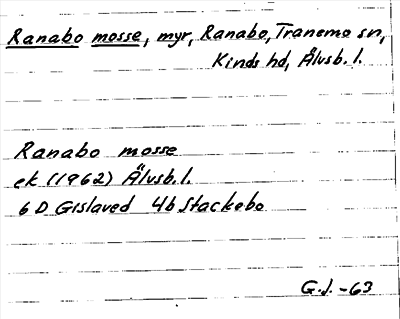 Ranabo mosse, myr, Ranabo, Tranemo sn,
Kinds hd, Älvsb. l.
Ranabo mosse
ek (1962) Älvsb. l.
6 D Gislaved 4b Stackebo
G.J. -63